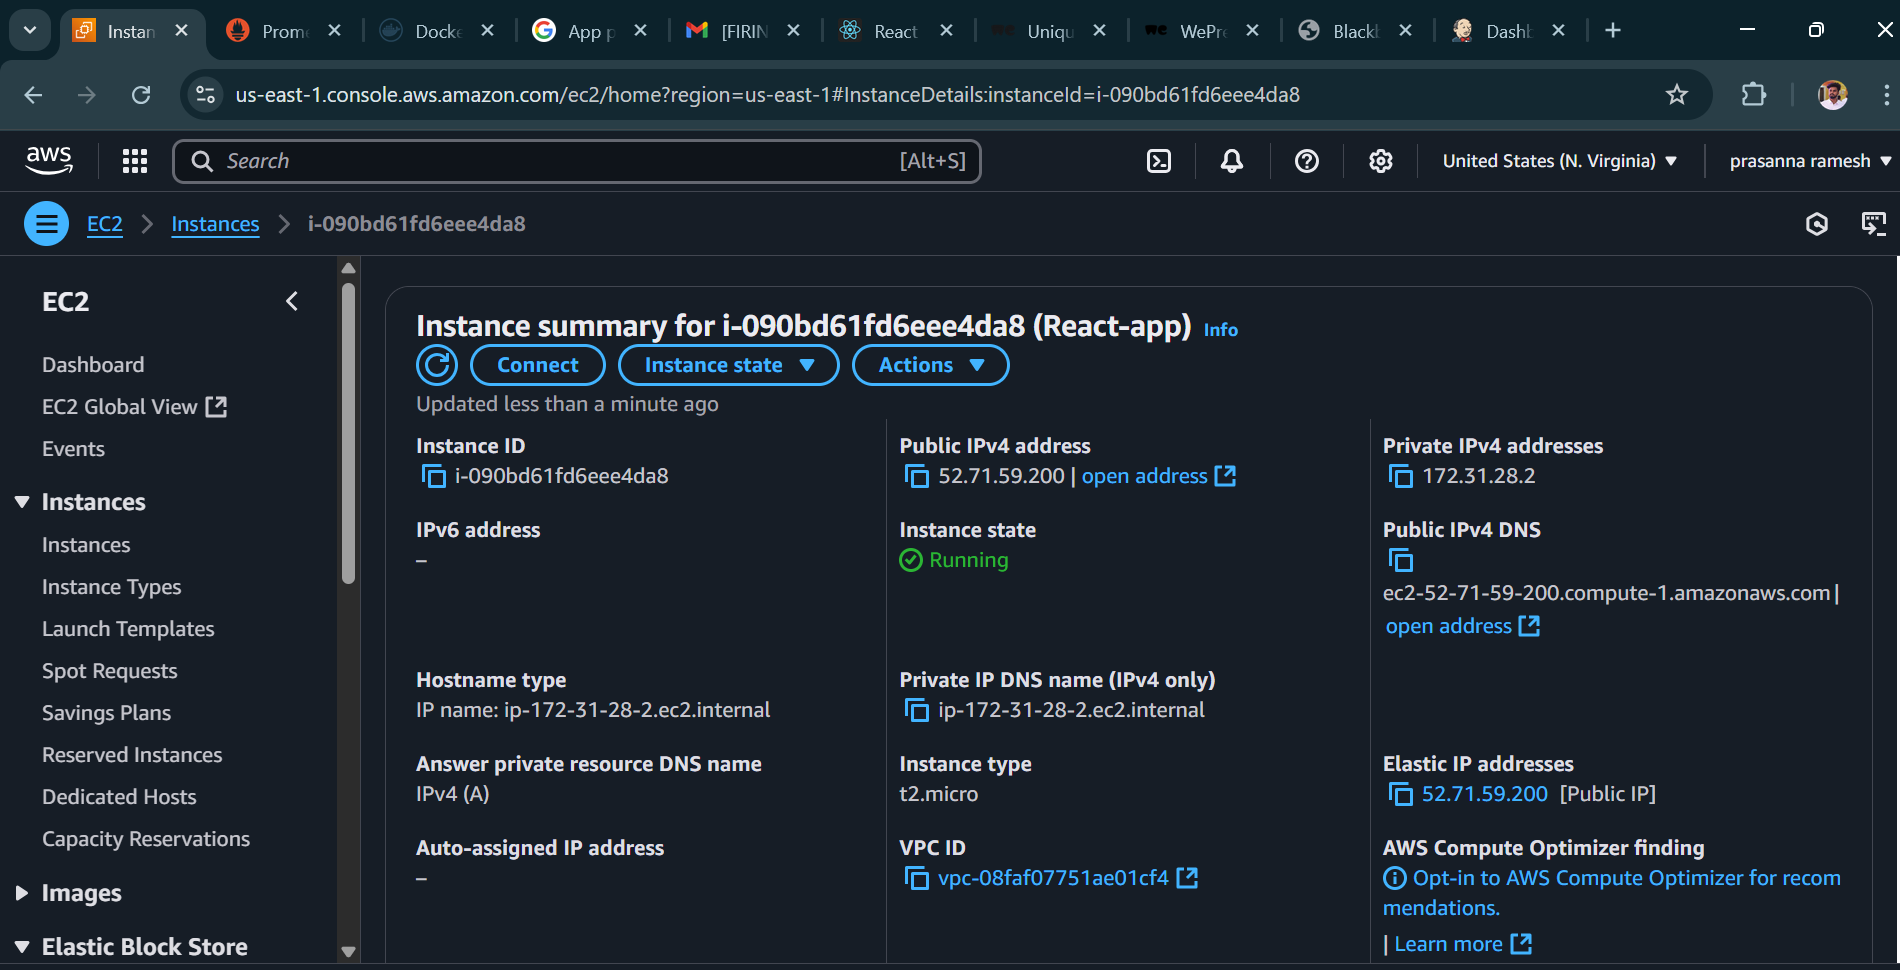 Instan
Prome
Docke
App p
[FIRIN
React
Uniqu
WePre
Blackb
Dashb
us-east-1.console.aws.amazon.com/ec2/home?region=us-east-1#InstanceDetails:instanceId=i-090bd61fd6eee4da8
aws
Search [Alt+S]
United States (N. Virginia)
prasanna ramesh
EC2 Instances i-090bd61fd6eee4da8
EC2
Dashboard
EC2 Global View
Events
Instances
Instances
Instance Types
Launch Templates
Spot Requests
Savings Plans
Reserved Instances
Dedicated Hosts
Capacity Reservations
Images
Elastic Block Store
Instance summary for i-090bd61fd6eee4da8 (React-app) Info
Connect
Instance state
Actions
Updated less than a minute ago
Instance ID
i-090bd61fd6eee4da8
Public IPv4 address
52.71.59.200 | open address
Private IPv4 addresses
172.31.28.2
IPv6 address
–
Instance state
Running
Public IPv4 DNS
ec2-52-71-59-200.compute-1.amazonaws.com |
open address
Hostname type
IP name: ip-172-31-28-2.ec2.internal
Private IP DNS name (IPv4 only)
ip-172-31-28-2.ec2.internal
Answer private resource DNS name
IPv4 (A)
Instance type
t2.micro
Elastic IP addresses
52.71.59.200 [Public IP]
Auto-assigned IP address
–
VPC ID
vpc-08faf07751ae01cf4
AWS Compute Optimizer finding
Opt-in to AWS Compute Optimizer for recom
mendations.
| Learn more